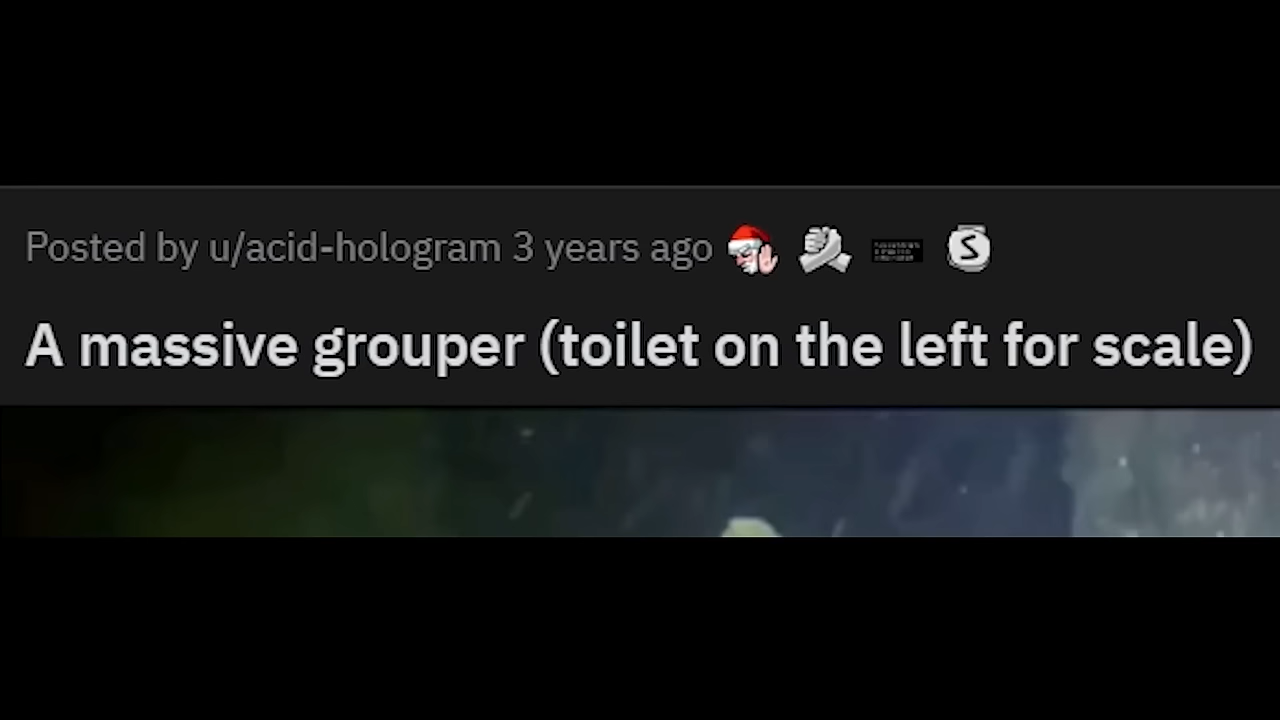 Posted by u/acid-hologram 3 years ago
A massive grouper (toilet on the left for scale)